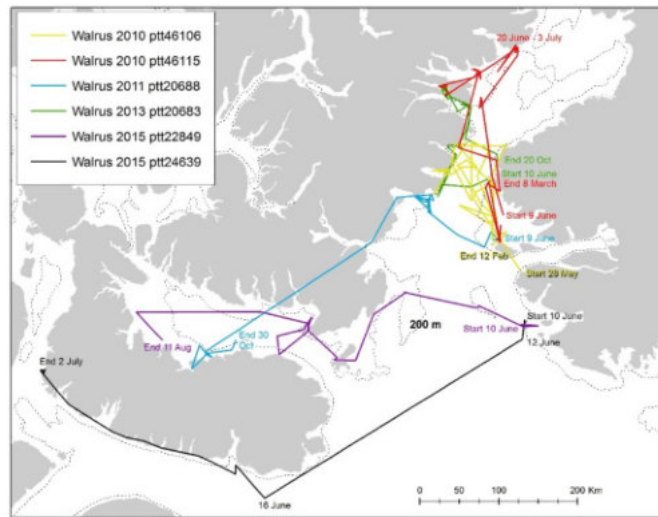 Walrus 2010 ptt46106
Walrus 2010 ptt46115
Walrus 2011 ptt20688
Walrus 2013 ptt20683
Walrus 2015 ptt22849
Walrus 2015 ptt24639
20 June - 3 July
End 20 Oct
Start 10 June
End 8 March
Start 9 June
Start 9 June
End 12 Feb
Start 28 May
Start 10 June
200 m
Start 10 June
12 June
End 30
Oct
End 11 Aug
End 2 July
16 June
0 50 100 200 Km